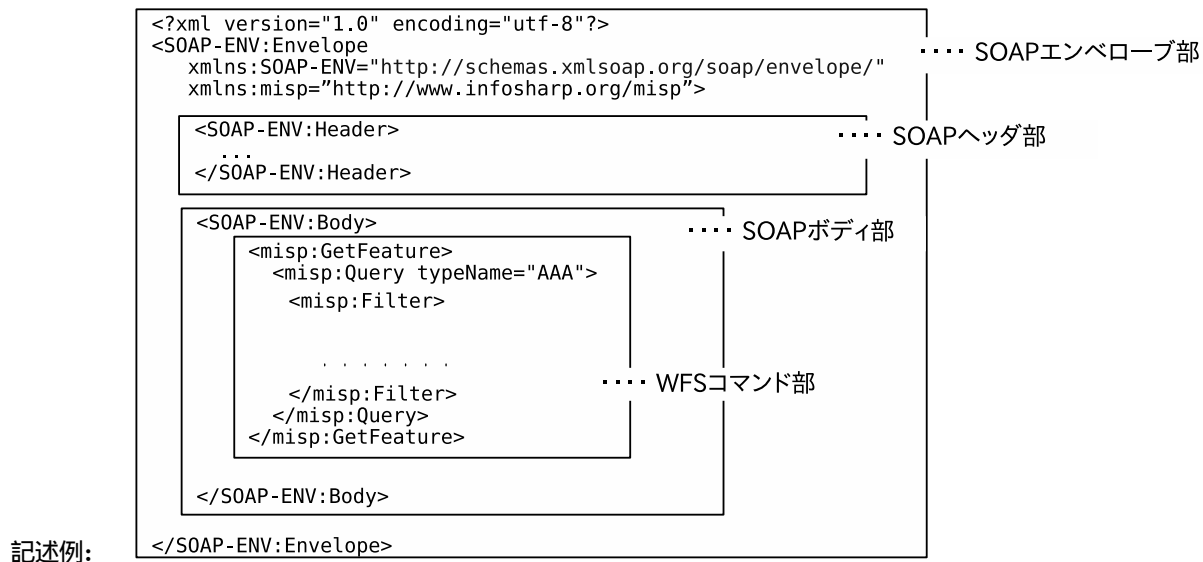 <?xml version="1.0" encoding="utf-8"?>
<SOAP-ENV:Envelope
････ SOAPエンベローブ部
xmlns:SOAP-ENV="http://schemas.xmlsoap.org/soap/envelope/"
xmlns:misp=”http://www.infosharp.org/misp”>
<SOAP-ENV:Header>
････ SOAPヘッダ部
...
</SOAP-ENV:Header>
<SOAP-ENV:Body>
････ SOAPボディ部
<misp:GetFeature>
<misp:Query typeName="AAA">
<misp:Filter>
. . . . . . .
････ WFSコマンド部
</misp:Filter>
</misp:Query>
</misp:GetFeature>
</SOAP-ENV:Body>
</SOAP-ENV:Envelope>
記述例: